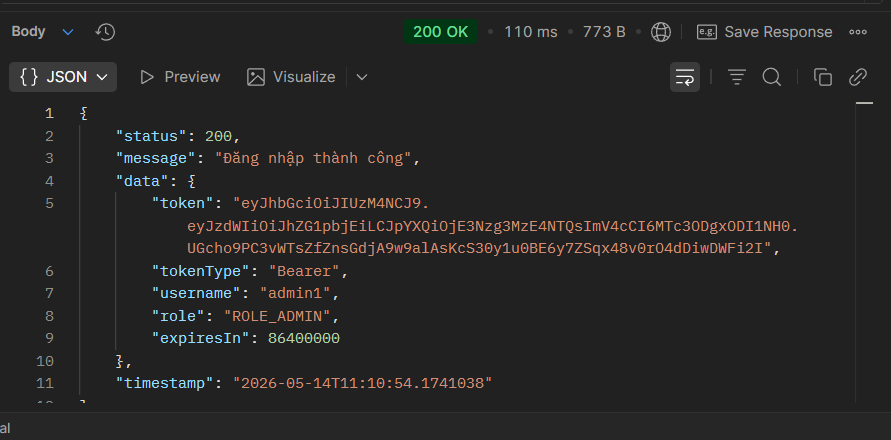 Body 200 OK • 110 ms • 773 B • e.g. Save Response
{} JSON Preview Visualize
1 {
2 "status": 200,
3 "message": "Đăng nhập thành công",
4 "data": {
5 "token": "eyJhbGciOiJIUzM4NCJ9.
eyJzdWIiOiJhZG1pbjEiLCJpYXQiOjE3Nzg3MzE4NTQsImV4cCI6MTc3ODgxODI1NH0.
UGcho9PC3vWTsZfZnsGdjA9w9alAsKcS30y1u0BE6y7ZSqx48v0rO4dDiwDWFi2I",
6 "tokenType": "Bearer",
7 "username": "admin1",
8 "role": "ROLE_ADMIN",
9 "expiresIn": 86400000
10 },
11 "timestamp": "2026-05-14T11:10:54.1741038"